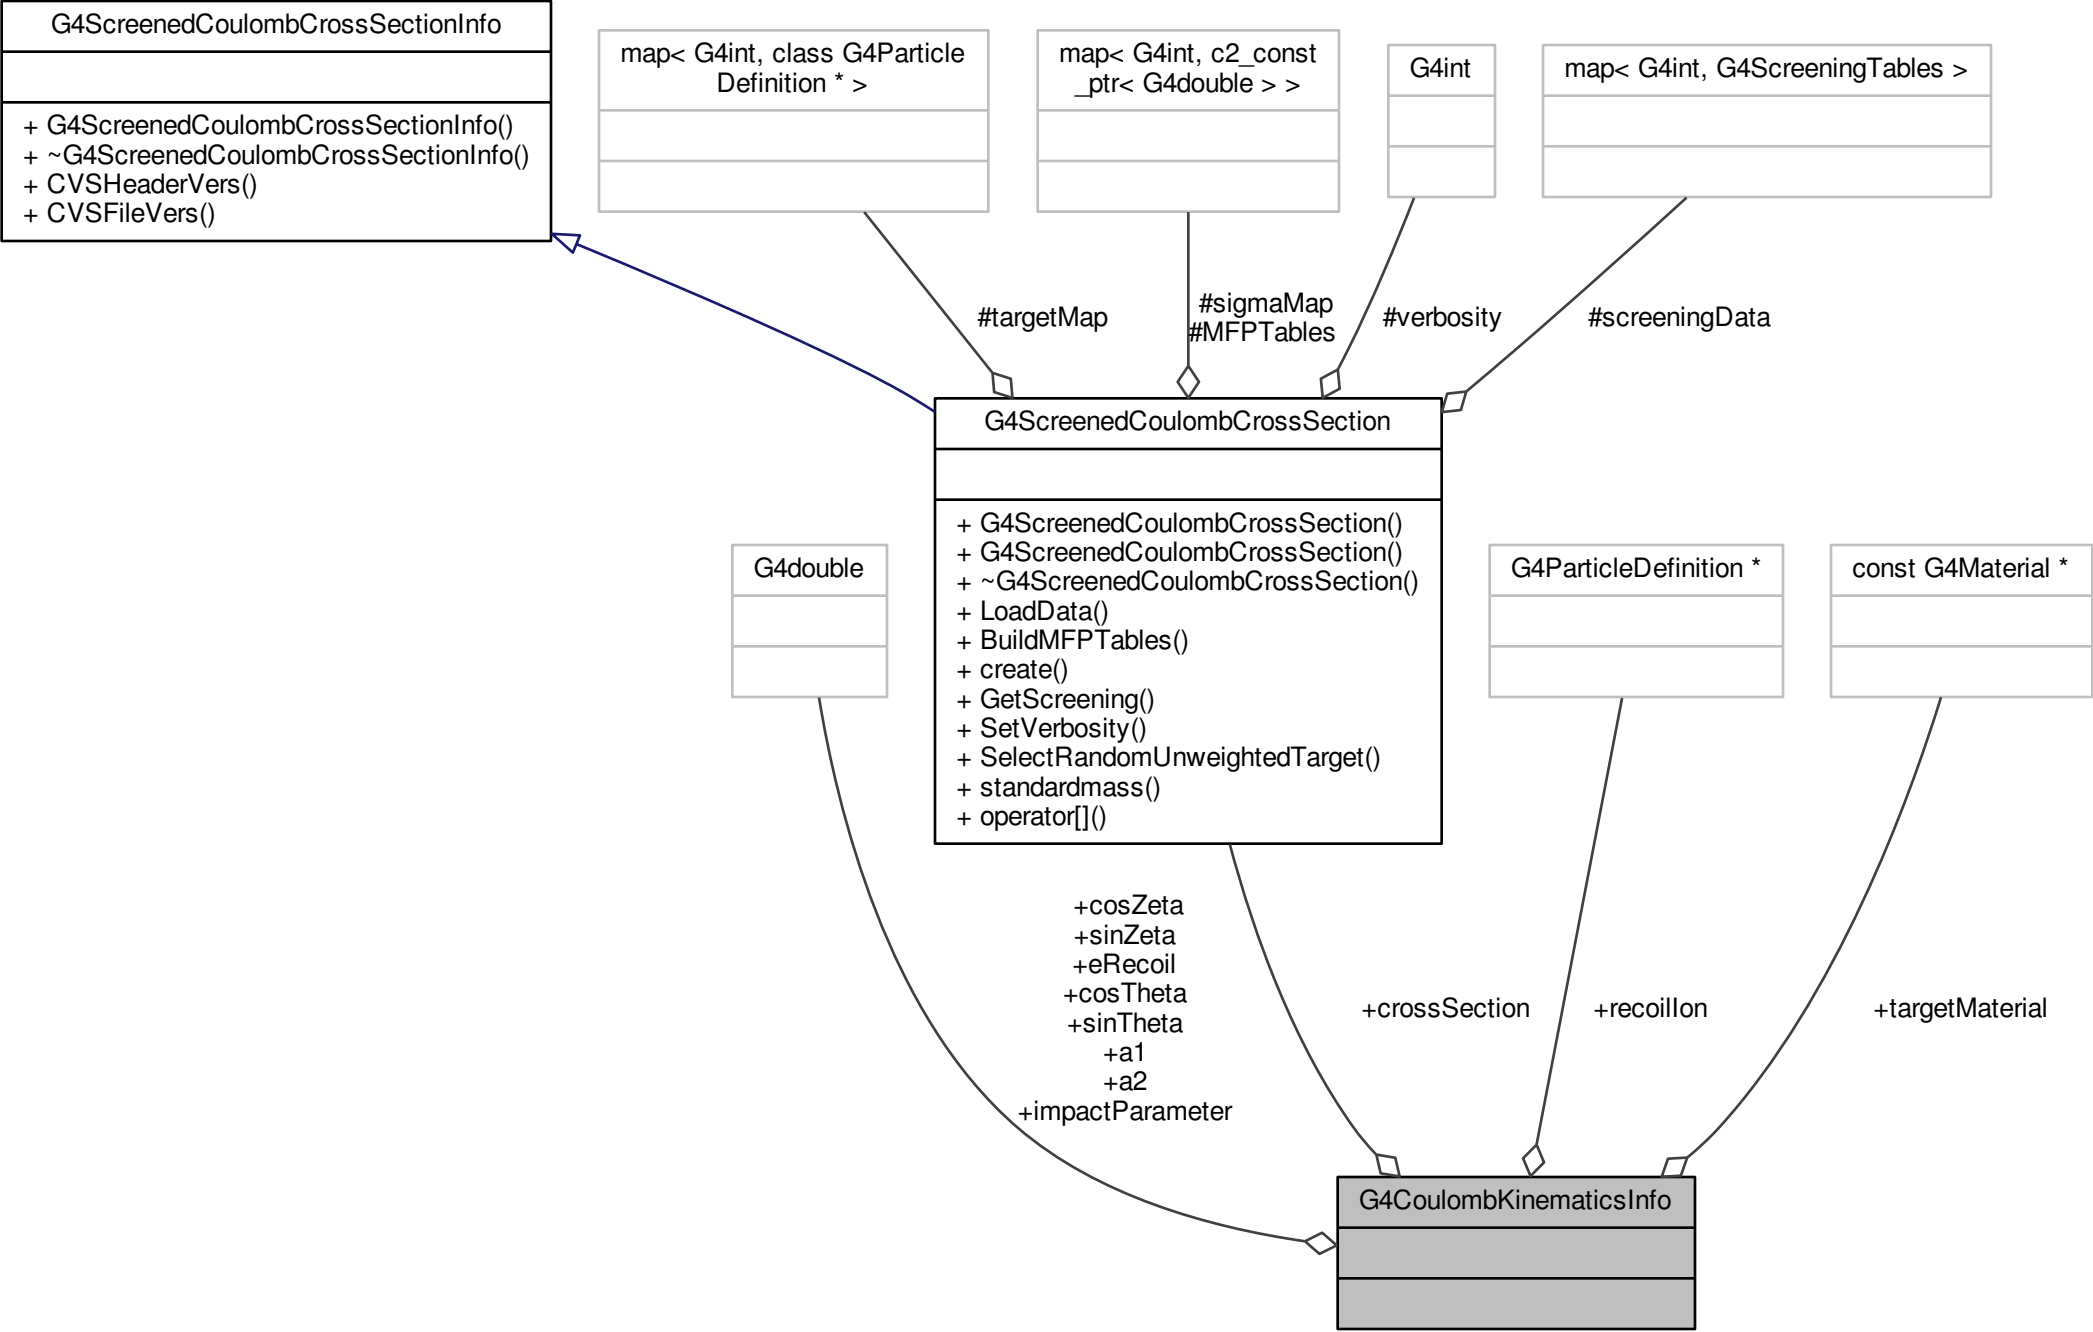 G4ScreenedCoulombCrossSectionInfo
+ G4ScreenedCoulombCrossSectionInfo()
+ ~G4ScreenedCoulombCrossSectionInfo()
+ CVSHeaderVers()
+ CVSFileVers()
map< G4int, class G4Particle
Definition * >
map< G4int, c2_const
_ptr< G4double > >
G4int
map< G4int, G4ScreeningTables >
#targetMap
#sigmaMap
#MFPTables
#verbosity
#screeningData
G4ScreenedCoulombCrossSection
+ G4ScreenedCoulombCrossSection()
+ G4ScreenedCoulombCrossSection()
+ ~G4ScreenedCoulombCrossSection()
+ LoadData()
+ BuildMFPTables()
+ create()
+ GetScreening()
+ SetVerbosity()
+ SelectRandomUnweightedTarget()
+ standardmass()
+ operator[]()
G4double
G4ParticleDefinition *
const G4Material *
+cosZeta
+sinZeta
+eRecoil
+cosTheta
+sinTheta
+a1
+a2
+impactParameter
+crossSection
+recoilIon
+targetMaterial
G4CoulombKinematicsInfo